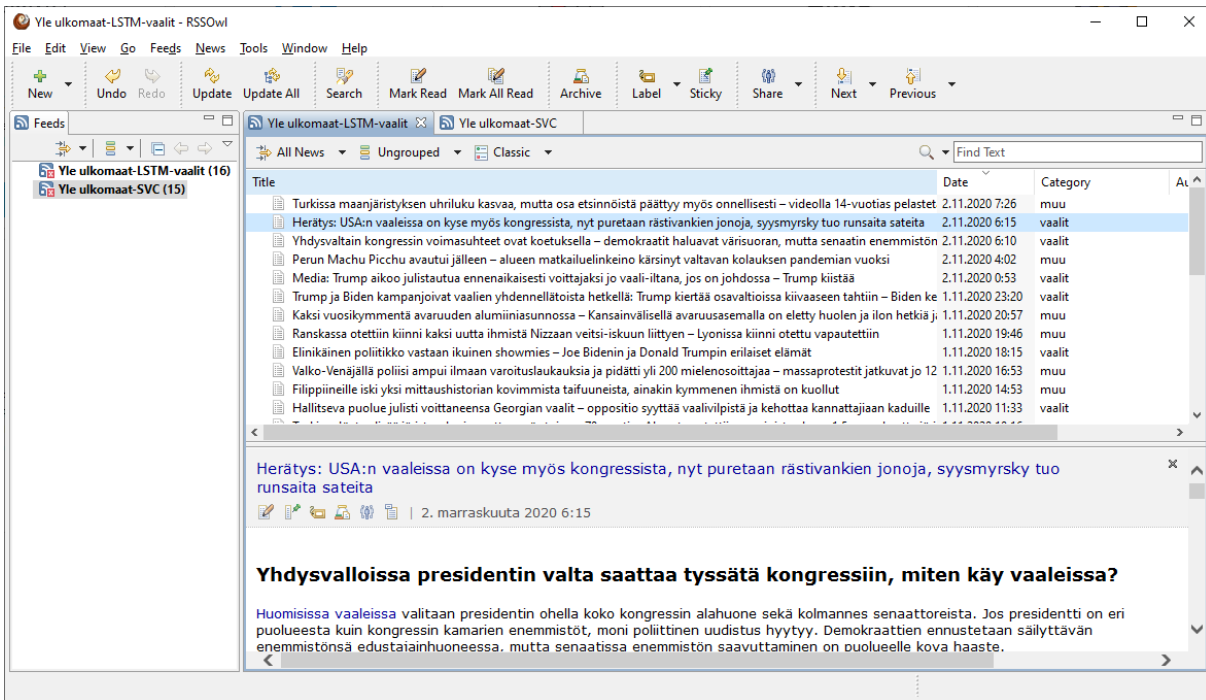 Yle ulkomaat-LSTM-vaalit - RSSOwl
File Edit View Go Feeds News Tools Window Help
New Undo Redo Update Update All Search Mark Read Mark All Read Archive Label Sticky Share Next Previous
Feeds
Yle ulkomaat-LSTM-vaalit (16)
Yle ulkomaat-SVC (15)
Yle ulkomaat-LSTM-vaalit Yle ulkomaat-SVC
All News Ungrouped Classic Find Text
Title Date Category
Turkissa maanjäristyksen uhriluku kasvaa, mutta osa etsinnöistä päättyy myös onnellisesti – videolla 14-vuotias pelastet 2.11.2020 7:26 muu
Herätys: USA:n vaaleissa on kyse myös kongressista, nyt puretaan rästivankien jonoja, syysmyrsky tuo runsaita sateita 2.11.2020 6:15 vaalit
Yhdysvaltain kongressin voimasuhteet ovat koetuksella – demokraatit haluavat värisuoran, mutta senaatin enemmistön 2.11.2020 6:10 vaalit
Perun Machu Picchu avautui jälleen – alueen matkailuelinkeino kärsinyt valtavan kolauksen pandemian vuoksi 2.11.2020 4:02 muu
Media: Trump aikoo julistautua ennenaikaisesti voittajaksi jo vaali-iltana, jos on johdossa – Trump kiistää 2.11.2020 0:53 vaalit
Trump ja Biden kampanjoivat vaalien yhdennellätoista hetkellä: Trump kiertää osavaltioissa kiivaaseen tahtiin – Biden ke 1.11.2020 23:20 vaalit
Kaksi vuosikymmentä avaruuden alumiiniasunnossa – Kansainvälisellä avaruusasemalla on eletty huolen ja ilon hetkiä j 1.11.2020 20:57 muu
Ranskassa otettiin kiinni kaksi uutta ihmistä Nizzaan veitsi-iskuun liittyen – Lyonissa kiinni otettu vapautettiin 1.11.2020 19:46 muu
Elinikäinen poliitikko vastaan ikuinen showmies – Joe Bidenin ja Donald Trumpin erilaiset elämät 1.11.2020 18:15 vaalit
Valko-Venäjällä poliisi ampui ilmaan varoituslaukauksia ja pidätti yli 200 mielenosoittajaa – massaprotestit jatkuvat jo 12 1.11.2020 16:53 muu
Filippiineille iski yksi mittaushistorian kovimmista taifuuneista, ainakin kymmenen ihmistä on kuollut 1.11.2020 14:53 muu
Hallitseva puolue julisti voittaneensa Georgian vaalit – oppositio syyttää vaalivilpistä ja kehottaa kannattajiaan kaduille 1.11.2020 11:33 vaalit
Herätys: USA:n vaaleissa on kyse myös kongressista, nyt puretaan rästivankien jonoja, syysmyrsky tuo
runsaita sateita
| 2. marraskuuta 2020 6:15
Yhdysvalloissa presidentin valta saattaa tyssätä kongressiin, miten käy vaaleissa?
Huomisissa vaaleissa valitaan presidentin ohella koko kongressin alahuone sekä kolmannes senaattoreista. Jos presidentti on eri
puolueesta kuin kongressin kamarien enemmistöt, moni poliittinen uudistus hyytyy. Demokraattien ennustetaan säilyttävän
enemmistönsä edustajainhuoneessa, mutta senaatissa enemmistön saavuttaminen on puolueelle kova haaste.